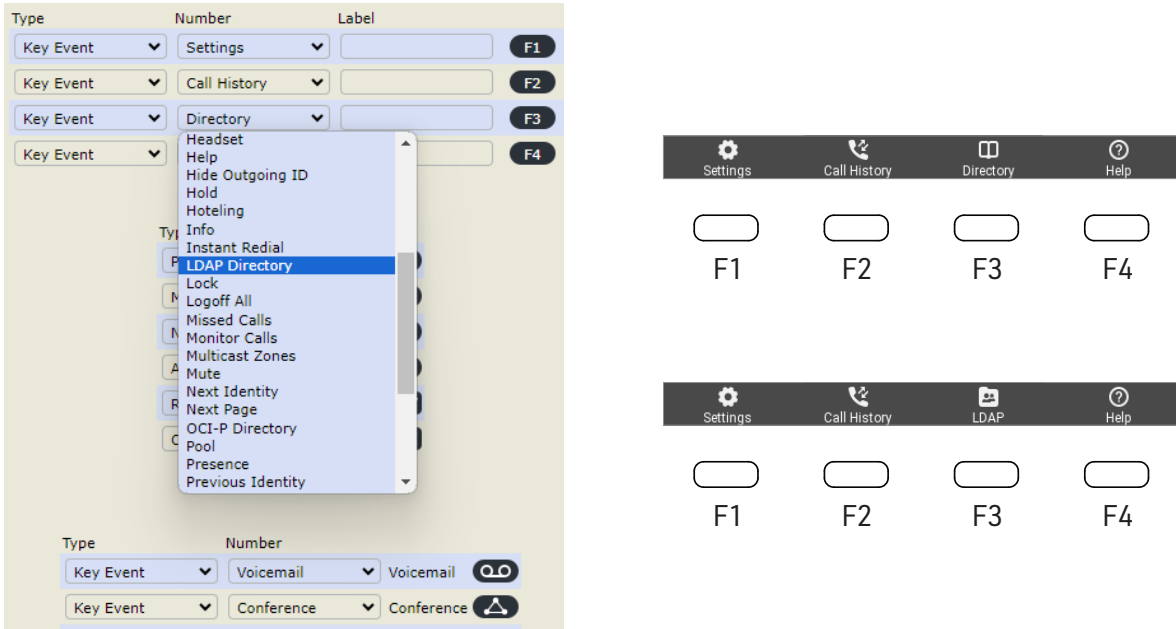 Type Number Label
Key Event Settings F1
Key Event Call History F2
Key Event Directory F3
Key Event F4
Headset
Help
Hide Outgoing ID
Hold
Hoteling
Info
Instant Redial
LDAP Directory
Lock
Logoff All
Missed Calls
Monitor Calls
Multicast Zones
Mute
Next Identity
Next Page
OCI-P Directory
Pool
Presence
Previous Identity
Type Number
Key Event Voicemail Voicemail
Key Event Conference Conference
Settings Call History Directory Help
F1 F2 F3 F4
Settings Call History LDAP Help
F1 F2 F3 F4